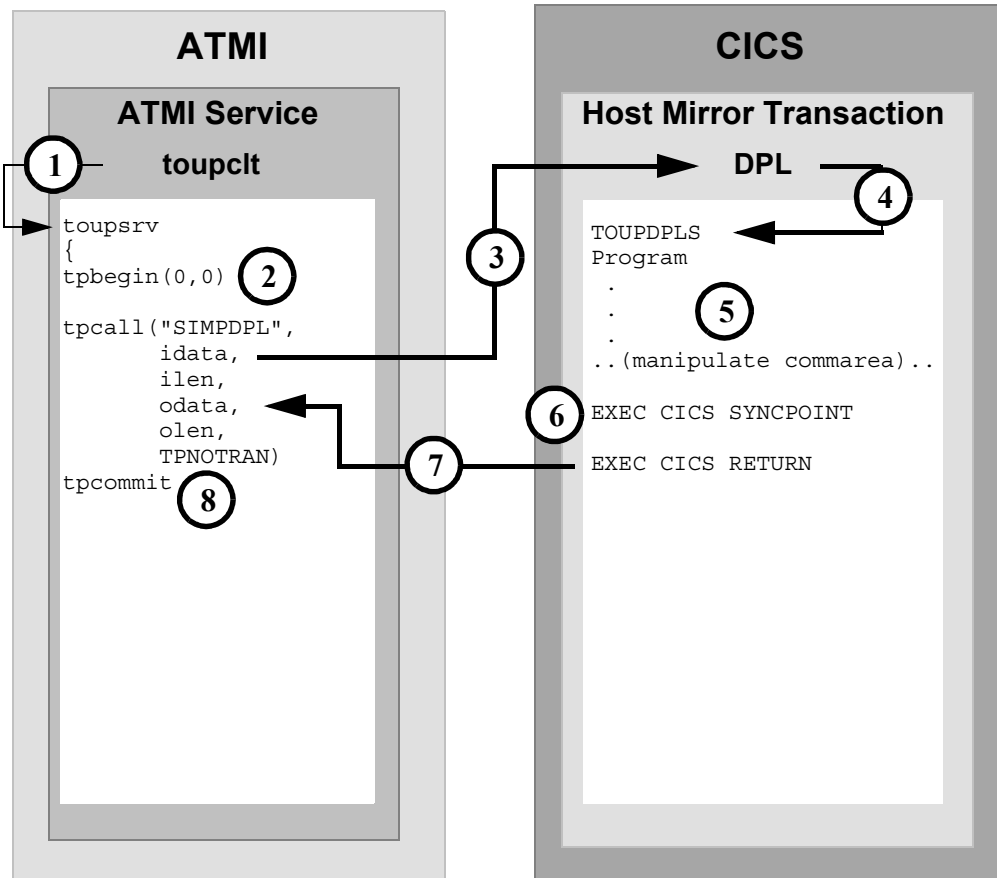 ATMI
ATMI Service
1
toupclt
toupsrv
{
tpbegin(0,0)
2
tpcall("SIMPDPL",
idata,
ilen,
odata,
olen,
TPNOTRAN)
tpcommit
8
3
7
CICS
Host Mirror Transaction
DPL
4
TOUPDPLS
Program
.
.
.
5
..(manipulate commarea)..
6
EXEC CICS SYNCPOINT
EXEC CICS RETURN